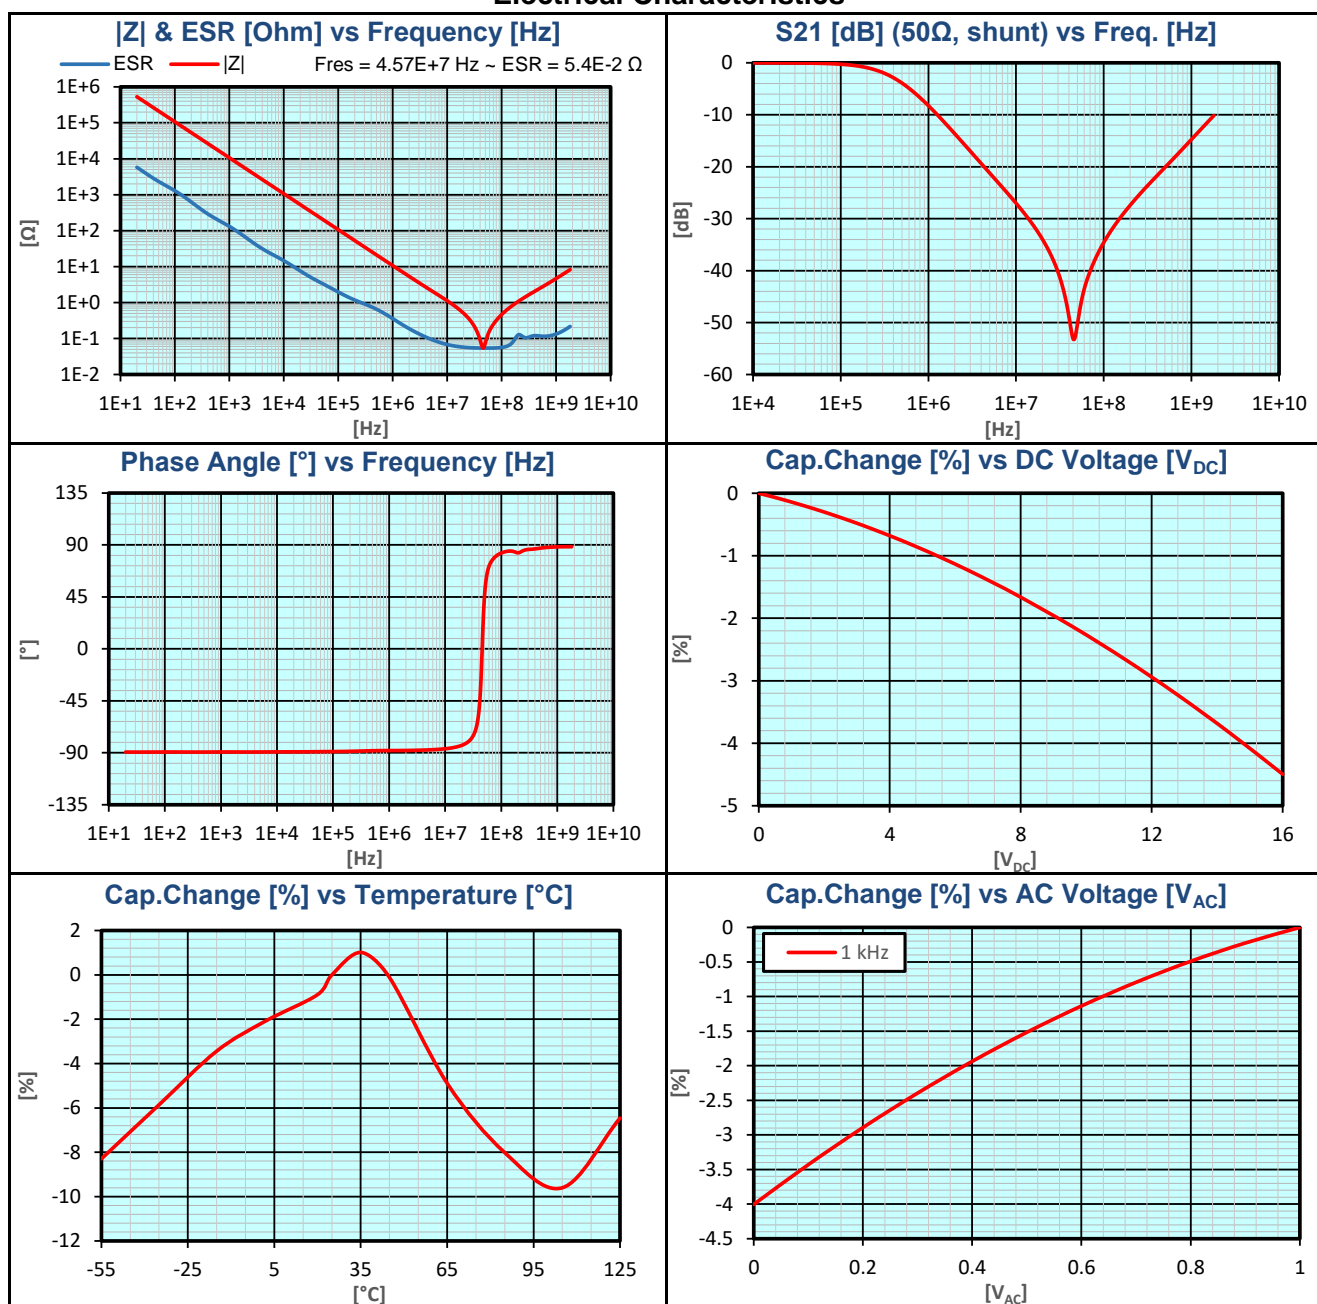 Electrical Characteristics
|Z| & ESR [Ohm] vs Frequency [Hz]
ESR |Z| Fres = 4.57E+7 Hz ~ ESR = 5.4E-2 Ω
1E+6
1E+5
1E+4
1E+3
1E+2
1E+1
1E+0
1E-1
1E-2
[Ω]
1E+1 1E+2 1E+3 1E+4 1E+5 1E+6 1E+7 1E+8 1E+9 1E+10
[Hz]
S21 [dB] (50Ω, shunt) vs Freq. [Hz]
0
-10
-20
-30
-40
-50
-60
[dB]
1E+4 1E+5 1E+6 1E+7 1E+8 1E+9 1E+10
[Hz]
Phase Angle [°] vs Frequency [Hz]
135
90
45
0
-45
-90
-135
[°]
1E+1 1E+2 1E+3 1E+4 1E+5 1E+6 1E+7 1E+8 1E+9 1E+10
[Hz]
Cap.Change [%] vs DC Voltage [VDC]
0
-1
-2
-3
-4
-5
[%]
0 4 8 12 16
[VDC]
Cap.Change [%] vs Temperature [°C]
2
0
-2
-4
-6
-8
-10
-12
[%]
-55 -25 5 35 65 95 125
[°C]
Cap.Change [%] vs AC Voltage [VAC]
1 kHz
0
-0.5
-1
-1.5
-2
-2.5
-3
-3.5
-4
-4.5
[%]
0 0.2 0.4 0.6 0.8 1
[VAC]